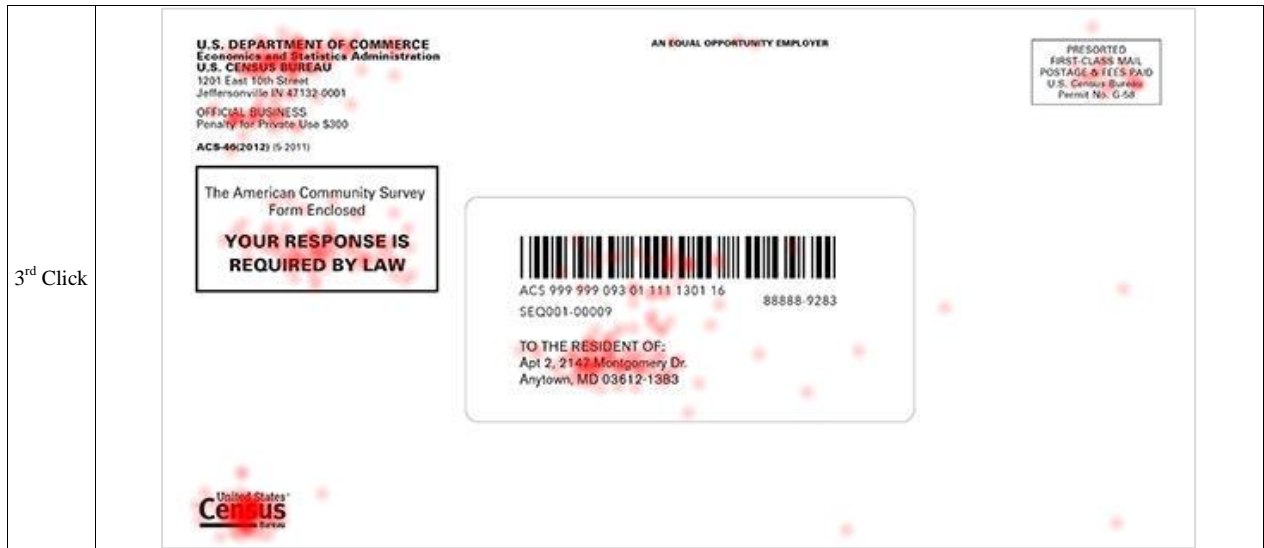 3rd Click
U.S. DEPARTMENT OF COMMERCE
Economics and Statistics Administration
U.S. CENSUS BUREAU
1201 East 10th Street
Jeffersonville IN 47132-0001
OFFICIAL BUSINESS
Penalty for Private Use $300
ACS-46(2012) (5-2011)
AN EQUAL OPPORTUNITY EMPLOYER
PRESORTED
FIRST-CLASS MAIL
POSTAGE & FEES PAID
U.S. Census Bureau
Permit No. G-58
The American Community Survey
Form Enclosed
YOUR RESPONSE IS
REQUIRED BY LAW
ACS 999 999 093 01 111 1301 16
88888-9283
SEQ001-00009
TO THE RESIDENT OF:
Apt 2, 2147 Montgomery Dr.
Anytown, MD 03612-1383
United States
Census
Bureau